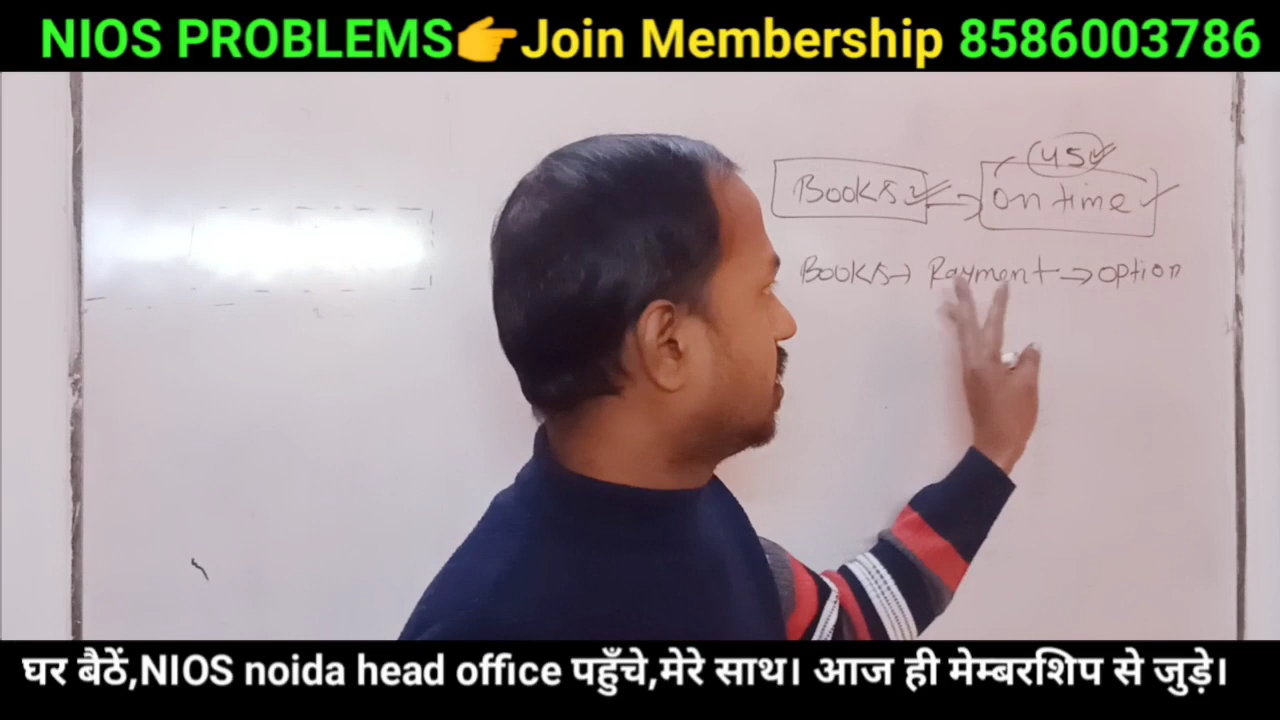 NIOS PROBLEMS👉Join Membership 8586003786
45
Books → on time
Books → Payment → option
घर बैठें,NIOS noida head office पहुँचे,मेरे साथ। आज ही मेम्बरशिप से जुड़े।